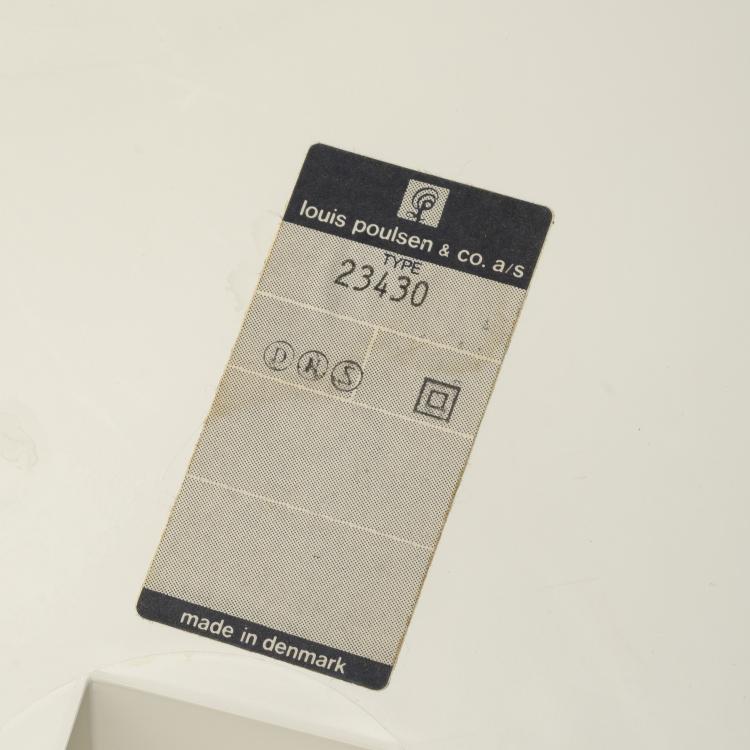 louis poulsen & co. a/s
TYPE
23430
D N S
made in denmark